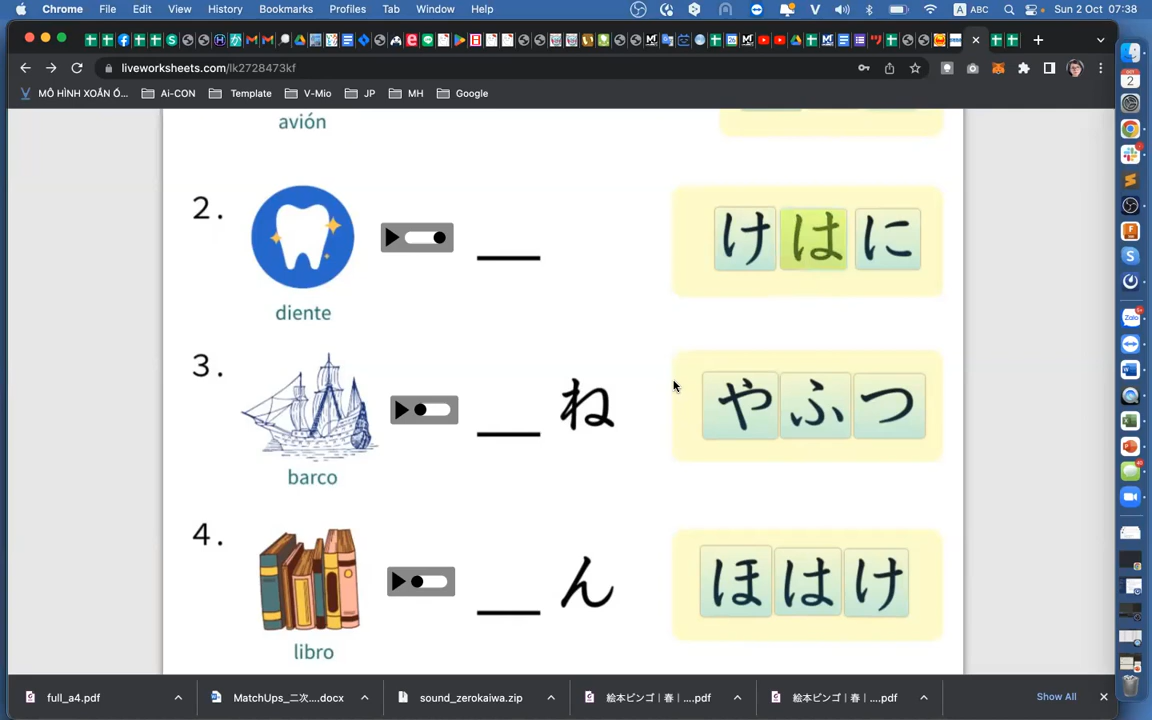 Chrome File Edit View History Bookmarks Profiles Tab Window Help ABC Sun 2 Oct 07:38
liveworksheets.com/lk2728473kf
MÔ HÌNH XOẮN Ố... Ai-CON Template V-Mio JP MH Google
avión
2. ___ け は に
diente
3. ___ ね や ふ つ
barco
4. ___ ん ほ は け
libro
full_a4.pdf MatchUps_二次....docx sound_zerokaiwa.zip 絵本ビンゴ｜春｜....pdf 絵本ビンゴ｜春｜....pdf Show All